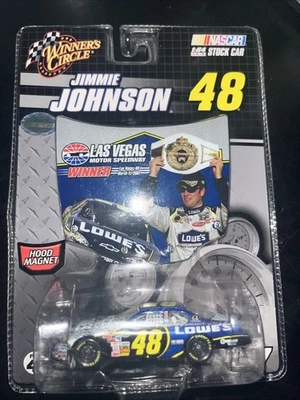 WINNER'S
CIRCLE
NASCAR
1:64 SCALE STOCK CAR
JIMMIE
JOHNSON
48
LAS VEGAS
MOTOR SPEEDWAY
WINNER
LOWE'S
LOWE'S
HOOD
MAGNET
48
LOWE'S